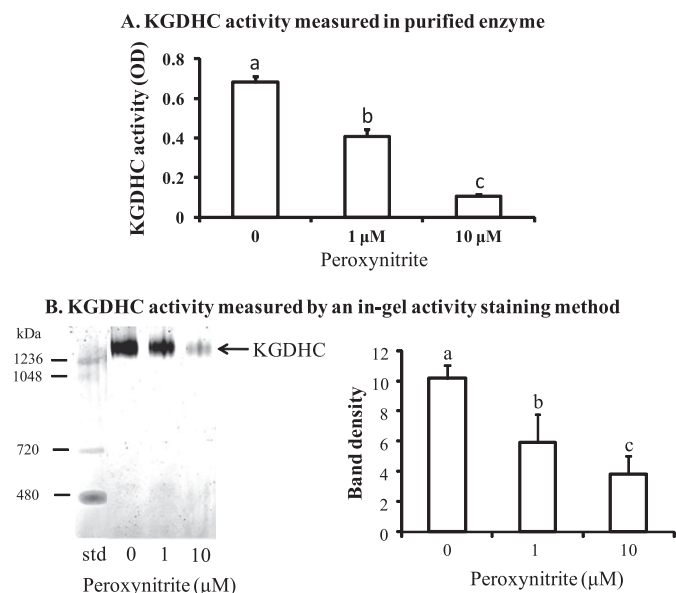 A. KGDHC activity measured in purified enzyme
KGDHC activity (OD)
0.8
0.6
0.4
0.2
0
a
b
c
0 1 μM 10 μM
Peroxynitrite
B. KGDHC activity measured by an in-gel activity staining method
kDa
1236
1048
720
480
KGDHC
std 0 1 10
Peroxynitrite (μM)
Band density
12
10
8
6
4
2
0
a
b
c
0 1 10
Peroxynitrite (μM)